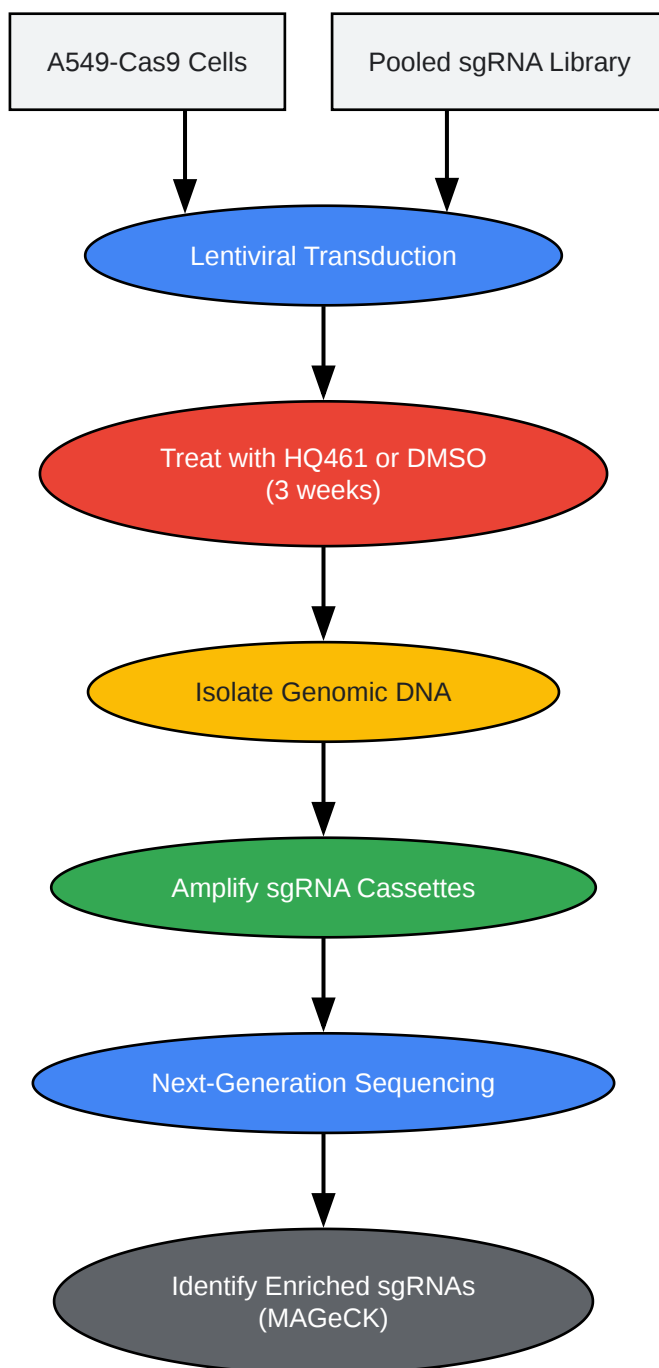 A549-Cas9 Cells
Pooled sgRNA Library
Lentiviral Transduction
Treat with HQ461 or DMSO
(3 weeks)
Isolate Genomic DNA
Amplify sgRNA Cassettes
Next-Generation Sequencing
Identify Enriched sgRNAs
(MAGeCK)